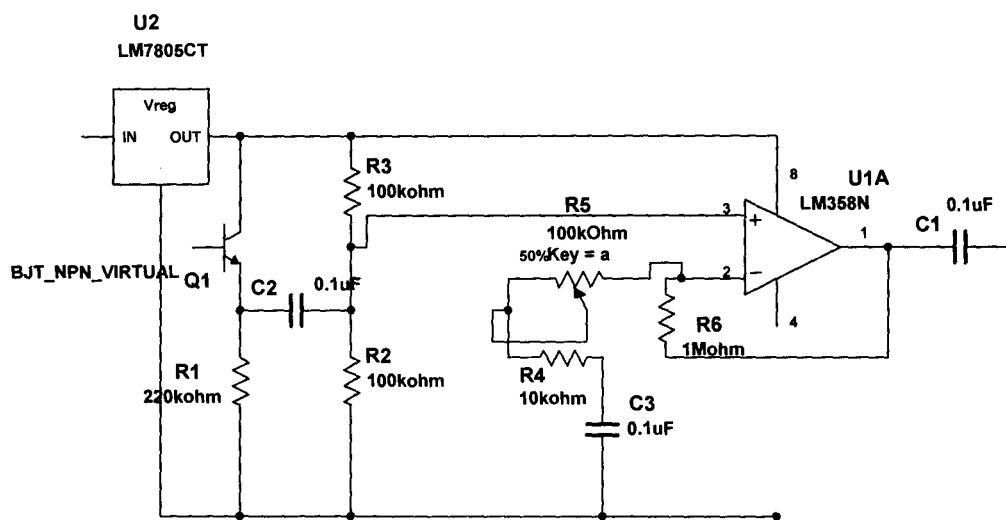 U2
LM7805CT
Vreg
IN OUT
R3
100kohm
8
U1A
LM358N
R5
100kOhm
3
+
C1
0.1uF
1
50%Key = a
2
−
BJT_NPN_VIRTUAL
Q1
C2
0.1uF
4
R6
1Mohm
R1
220kohm
R2
100kohm
R4
10kohm
C3
0.1uF